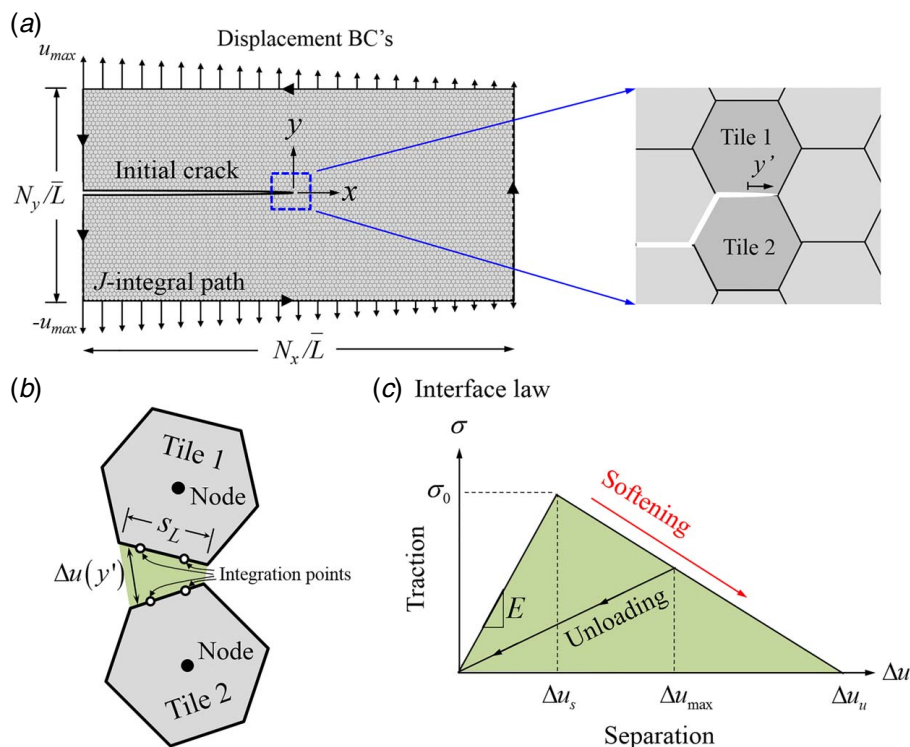 (a)
Displacement BC's
u_max
y
Initial crack
x
N_y/L̄
J-integral path
-u_max
N_x/L̄
Tile 1
y'
Tile 2
(b)
Tile 1
Node
s_L
Δu(y')
Integration points
Node
Tile 2
(c) Interface law
σ
σ_0
Softening
Traction
E
Unloading
Δu
Δu_s
Δu_max
Δu_u
Separation